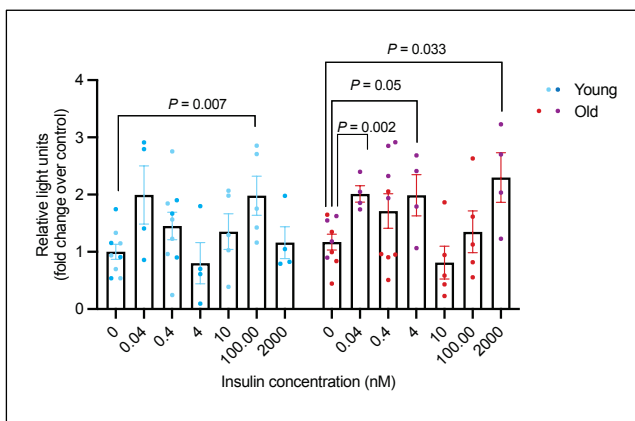 P = 0.033
P = 0.05
P = 0.007
P = 0.002
Young
Old
Relative light units
(fold change over control)
4
3
2
1
0
0 0.04 0.4 4 10 100.00 2000 0 0.04 0.4 4 10 100.00 2000
Insulin concentration (nM)